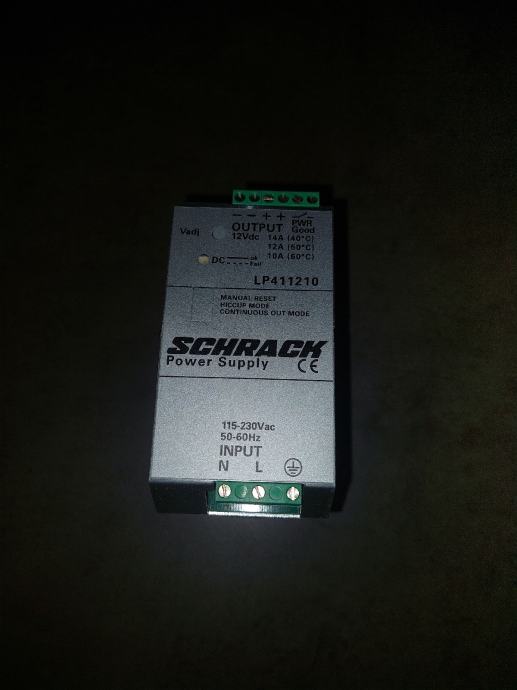 − − + +
PWR
Good
Vadj
OUTPUT
12Vdc 14A (40°C)
12A (50°C)
10A (60°C)
DC ok
Fail
LP411210
MANUAL RESET
HICCUP MODE
CONTINUOUS OUT MODE
SCHRACK
Power Supply CE
115-230Vac
50-60Hz
INPUT
N L